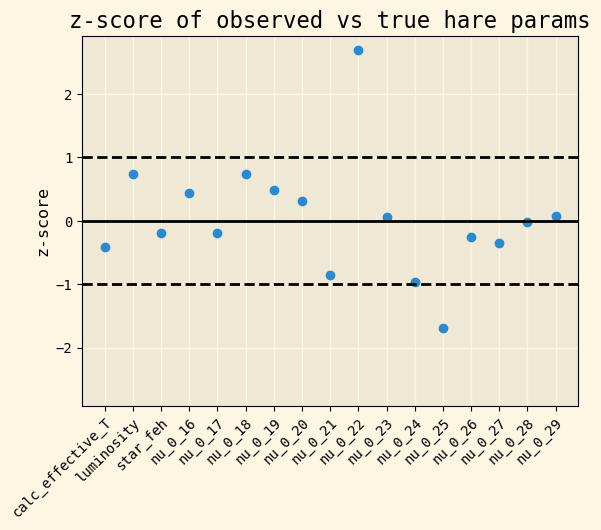 z-score of observed vs true hare params
z-score
2
1
0
−1
−2
calc_effective_T
luminosity
star_feh
nu_0_16
nu_0_17
nu_0_18
nu_0_19
nu_0_20
nu_0_21
nu_0_22
nu_0_23
nu_0_24
nu_0_25
nu_0_26
nu_0_27
nu_0_28
nu_0_29